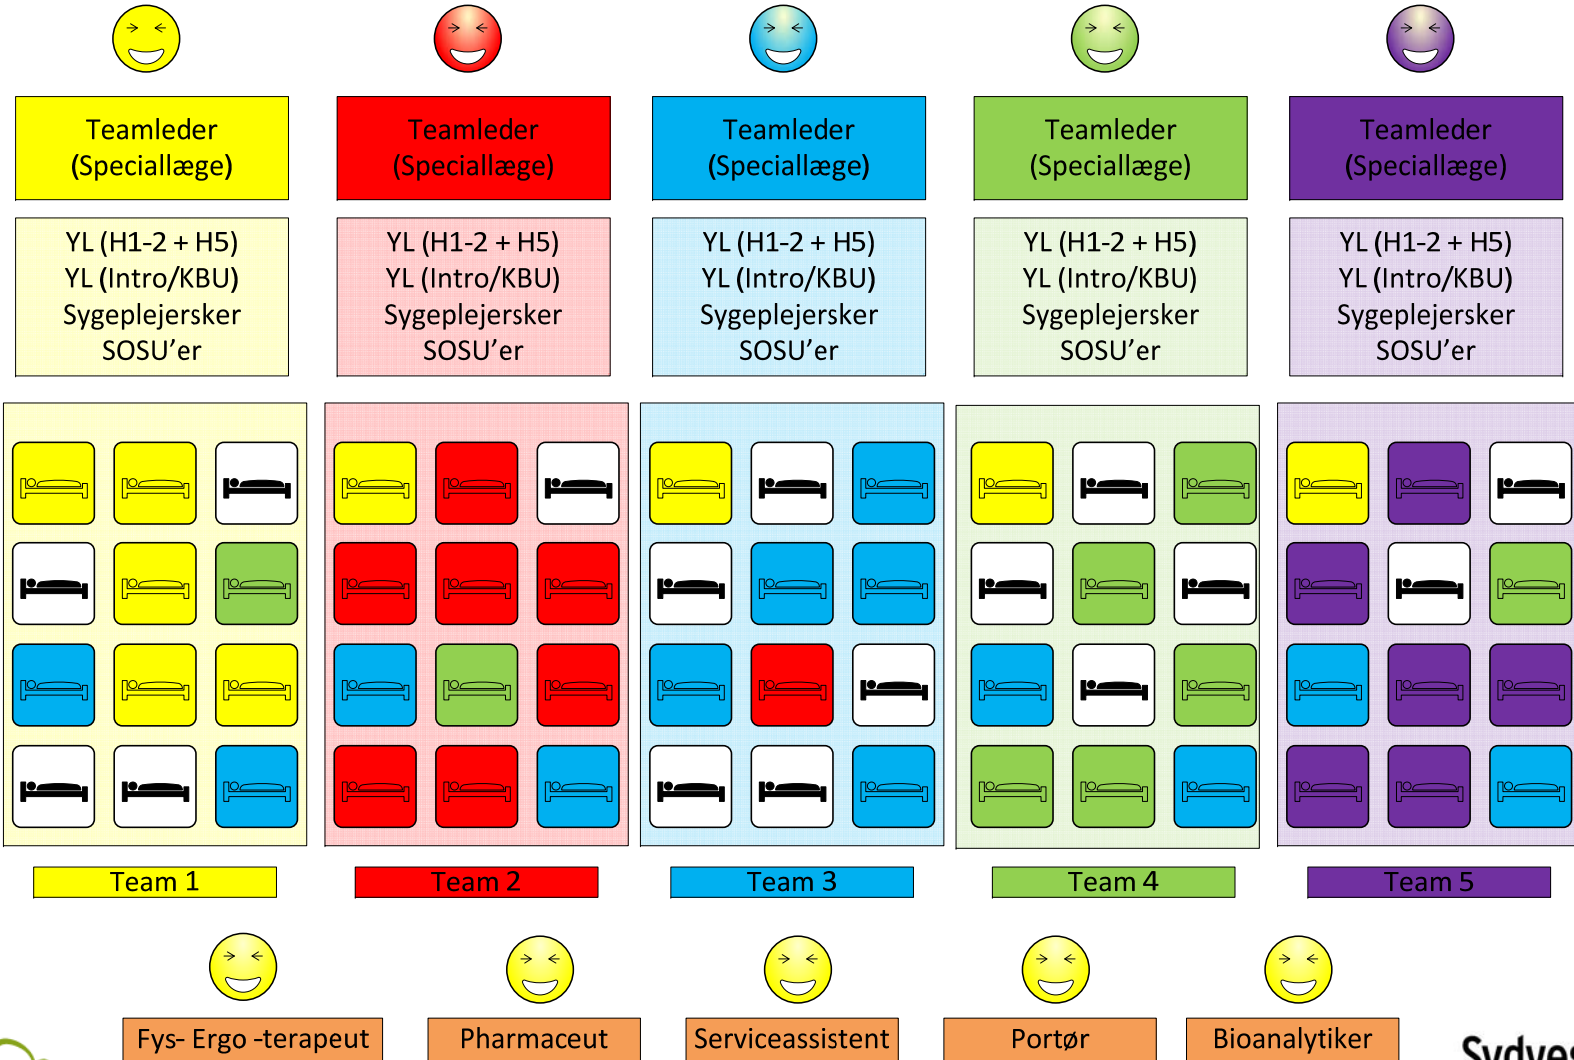 Teamleder
(Speciallæge)
Teamleder
(Speciallæge)
Teamleder
(Speciallæge)
Teamleder
(Speciallæge)
Teamleder
(Speciallæge)
YL (H1-2 + H5)
YL (Intro/KBU)
Sygeplejersker
SOSU’er
YL (H1-2 + H5)
YL (Intro/KBU)
Sygeplejersker
SOSU’er
YL (H1-2 + H5)
YL (Intro/KBU)
Sygeplejersker
SOSU’er
YL (H1-2 + H5)
YL (Intro/KBU)
Sygeplejersker
SOSU’er
YL (H1-2 + H5)
YL (Intro/KBU)
Sygeplejersker
SOSU’er
Team 1
Team 2
Team 3
Team 4
Team 5
Fys- Ergo -terapeut
Pharmaceut
Serviceassistent
Portør
Bioanalytiker